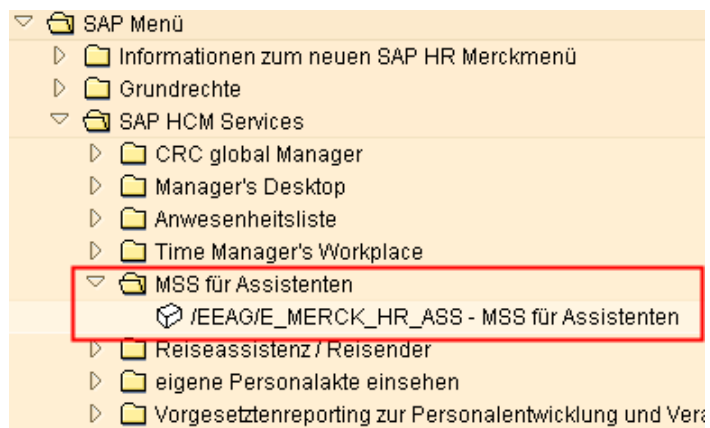 SAP Menü
Informationen zum neuen SAP HR Merckmenü
Grundrechte
SAP HCM Services
CRC global Manager
Manager's Desktop
Anwesenheitsliste
Time Manager's Workplace
MSS für Assistenten
/EEAG/E_MERCK_HR_ASS - MSS für Assistenten
Reiseassistenz / Reisender
eigene Personalakte einsehen
Vorgesetztenreporting zur Personalentwicklung und Vera